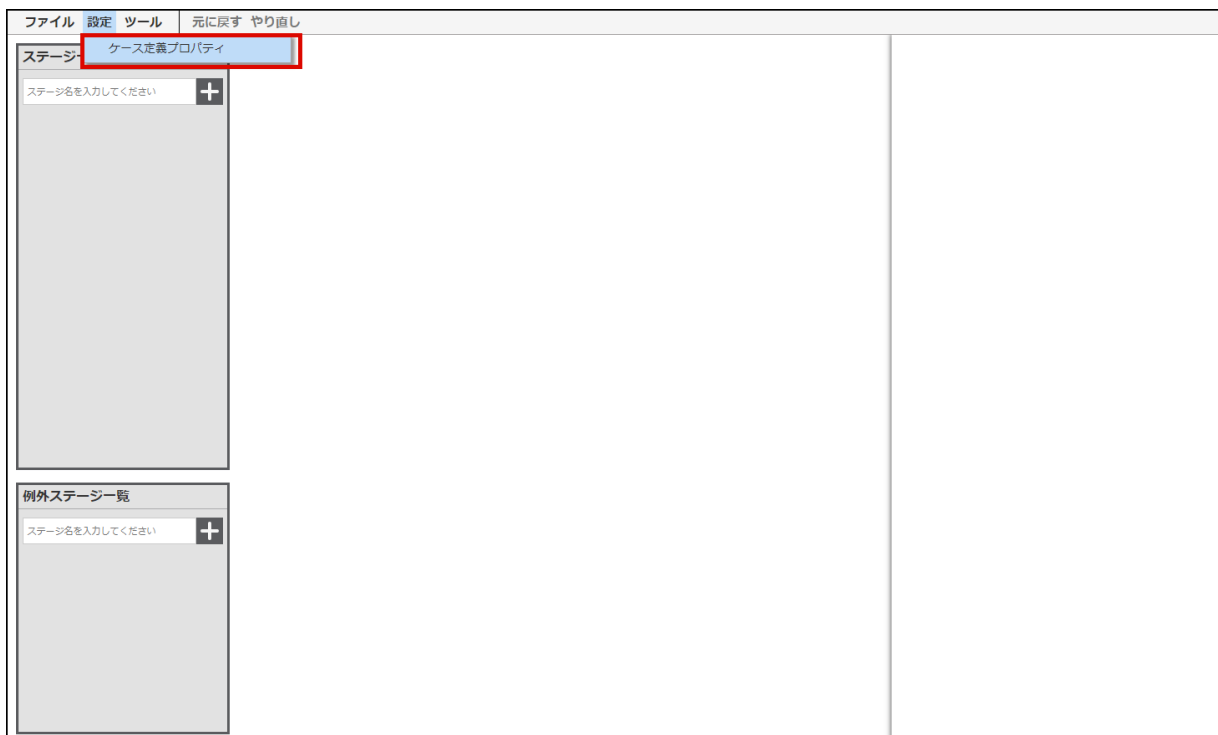 ファイル 設定 ツール 元に戻す やり直し
ケース定義プロパティ
ステージ
ステージ名を入力してください
例外ステージ一覧
ステージ名を入力してください